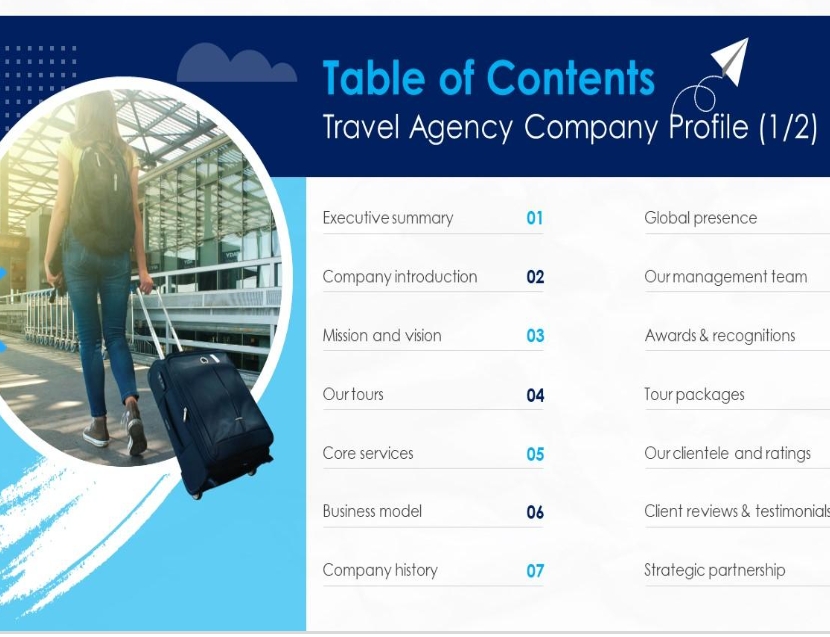 Table of Contents
Travel Agency Company Profile (1/2)
Executive summary 01
Company introduction 02
Mission and vision 03
Our tours 04
Core services 05
Business model 06
Company history 07
Global presence
Our management team
Awards & recognitions
Tour packages
Our clientele and ratings
Client reviews & testimonials
Strategic partnership